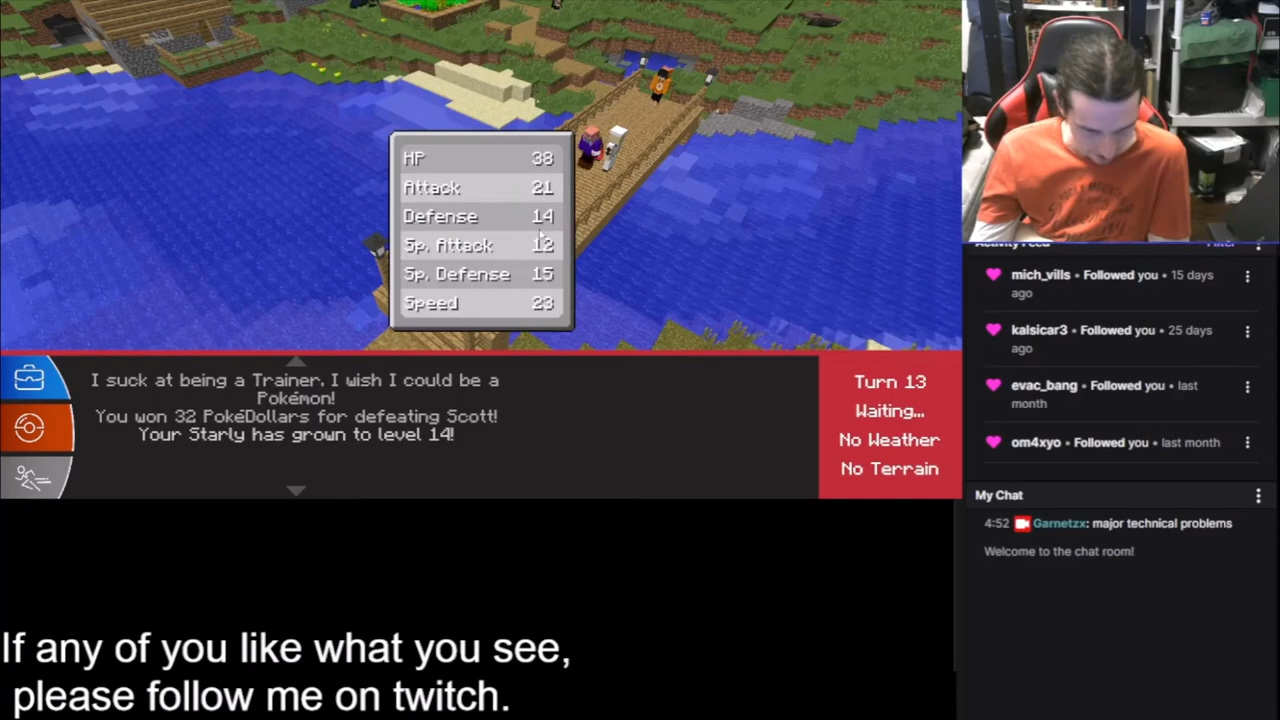 HP 38
Attack 21
Defense 14
Sp. Attack 12
Sp. Defense 15
Speed 23
I suck at being a Trainer, I wish I could be a
Pokémon!
You won 32 PokéDollars for defeating Scott!
Your Starly has grown to level 14!
Turn 13
Waiting...
No Weather
No Terrain
If any of you like what you see,
please follow me on twitch.
Activity Feed Filter
mich_vills • Followed you • 15 days
ago
kalsicar3 • Followed you • 25 days
ago
evac_bang • Followed you • last
month
om4xyo • Followed you • last month
My Chat
4:52 Garnetzx: major technical problems
Welcome to the chat room!